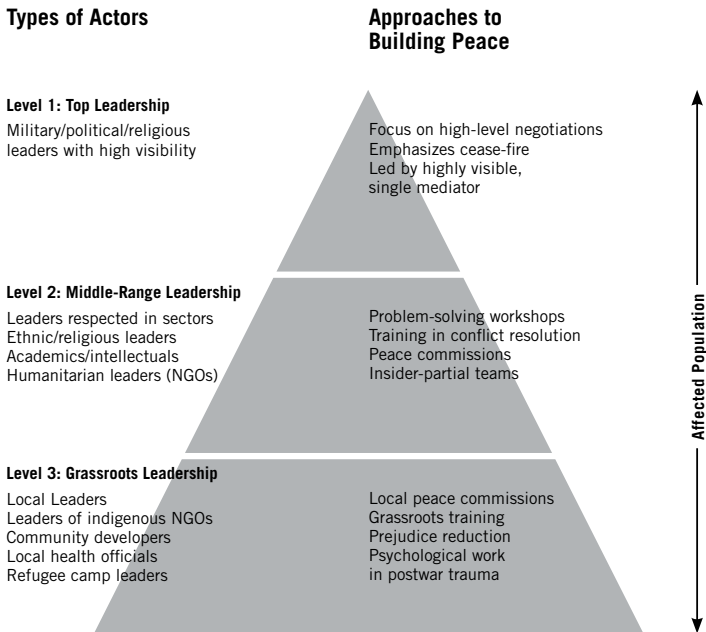 Types of Actors
Approaches to
Building Peace
Level 1: Top Leadership
Military/political/religious
leaders with high visibility
Focus on high-level negotiations
Emphasizes cease-fire
Led by highly visible,
single mediator
Level 2: Middle-Range Leadership
Leaders respected in sectors
Ethnic/religious leaders
Academics/intellectuals
Humanitarian leaders (NGOs)
Problem-solving workshops
Training in conflict resolution
Peace commissions
Insider-partial teams
Level 3: Grassroots Leadership
Local Leaders
Leaders of indigenous NGOs
Community developers
Local health officials
Refugee camp leaders
Local peace commissions
Grassroots training
Prejudice reduction
Psychological work
in postwar trauma
Affected Population